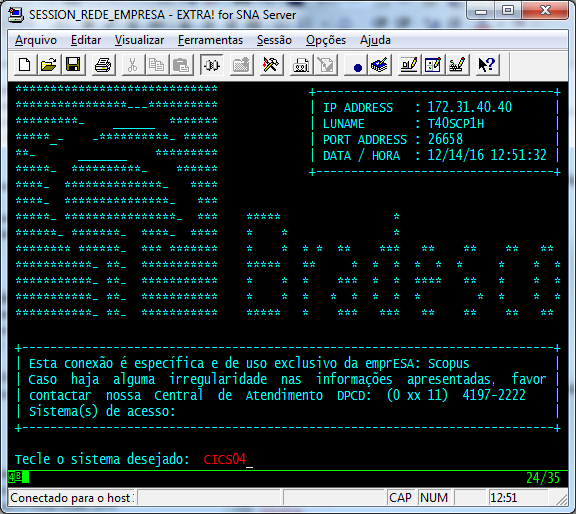 SESSION_REDE_EMPRESA - EXTRA! for SNA Server
Arquivo Editar Visualizar Ferramentas Sessão Opções Ajuda
IP ADDRESS : 172.31.40.40
LUNAME : T40SCP1H
PORT ADDRESS : 26658
DATA / HORA : 12/14/16 12:51:32
Bradesco
Esta conexão é específica e de uso exclusivo da emprESA: Scopus
Caso haja alguma irregularidade nas informações apresentadas, favor
contactar nossa Central de Atendimento DPCD: (0 xx 11) 4197-2222
Sistema(s) de acesso:
Tecle o sistema desejado: CICS04_
4B 24/35
Conectado para o host CAP NUM 12:51